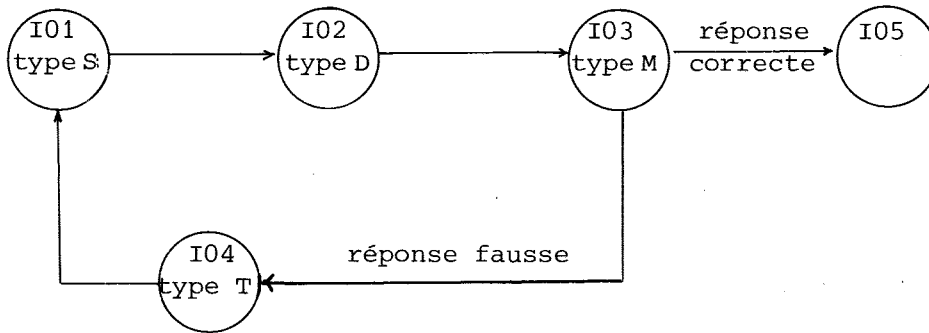 I01
type S
I02
type D
I03
type M
réponse
correcte
I05
I04
type T
réponse fausse